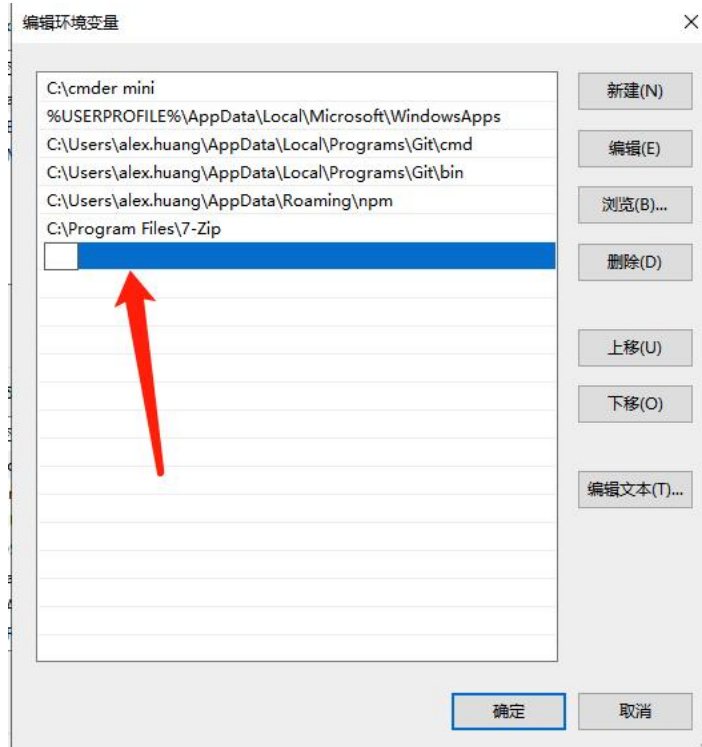 编辑环境变量
C:\cmder mini
%USERPROFILE%\AppData\Local\Microsoft\WindowsApps
C:\Users\alex.huang\AppData\Local\Programs\Git\cmd
C:\Users\alex.huang\AppData\Local\Programs\Git\bin
C:\Users\alex.huang\AppData\Roaming\npm
C:\Program Files\7-Zip
新建(N)
编辑(E)
浏览(B)...
删除(D)
上移(U)
下移(O)
编辑文本(T)...
确定
取消